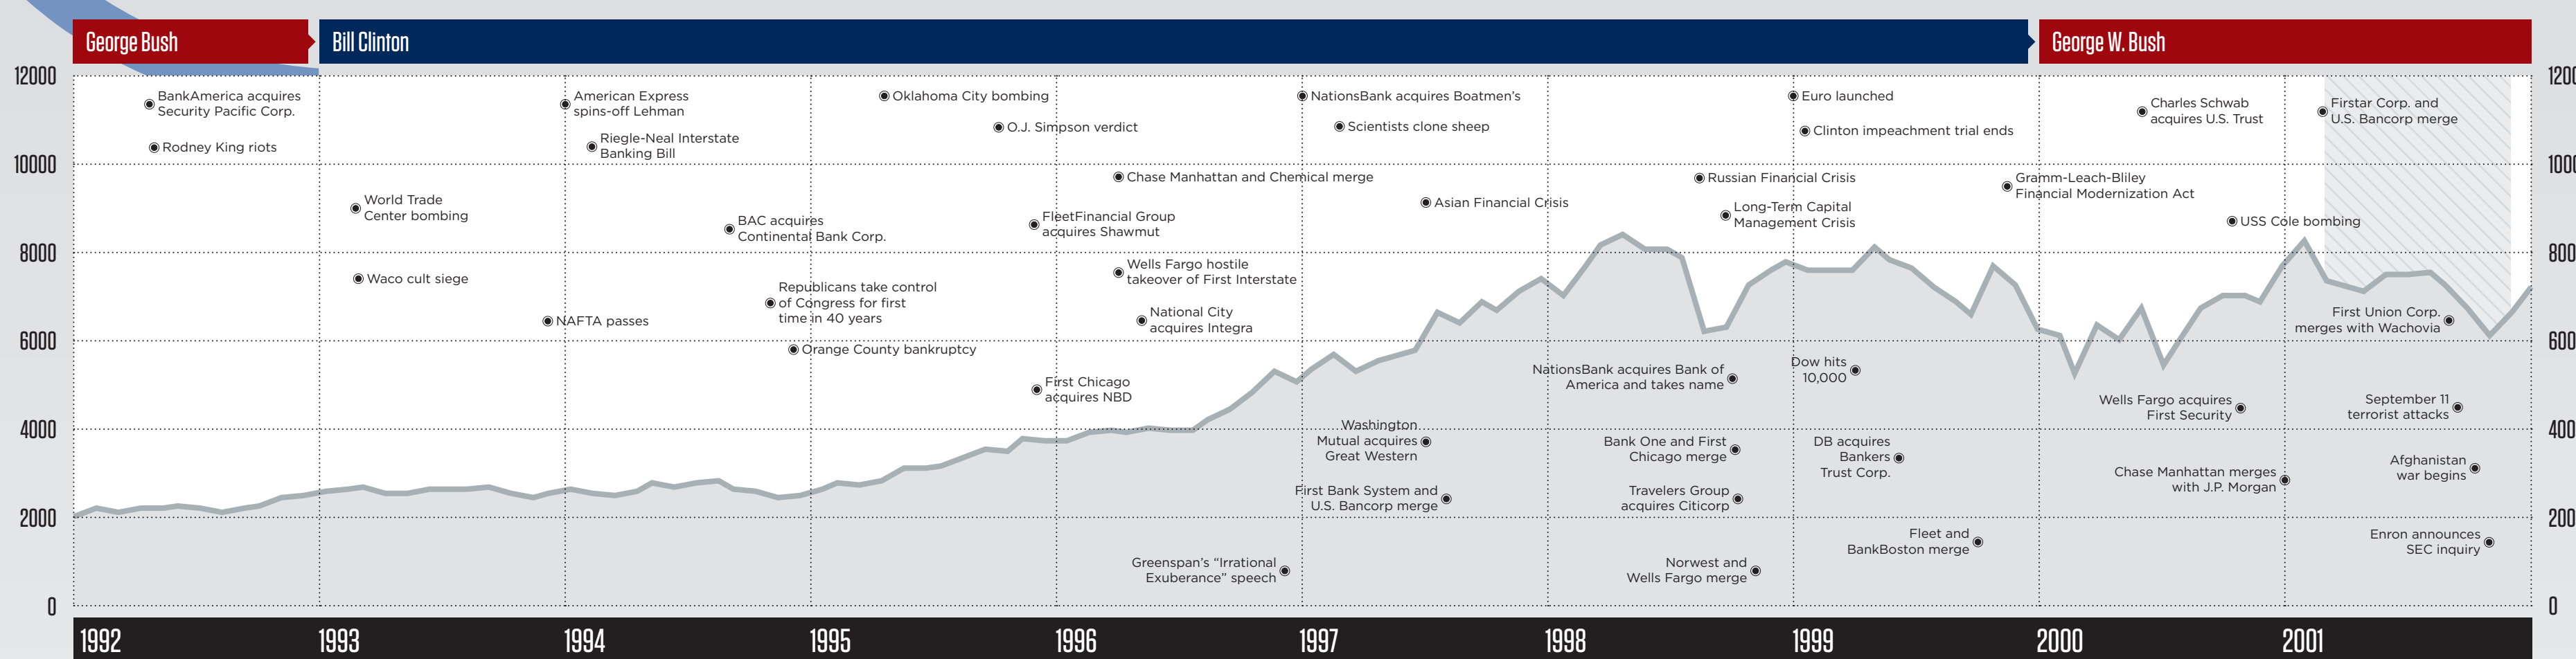 George Bush
Bill Clinton
George W. Bush
12000
10000
8000
6000
4000
2000
0
BankAmerica acquires
Security Pacific Corp.
Rodney King riots
World Trade
Center bombing
Waco cult siege
NAFTA passes
American Express
spins-off Lehman
Riegle-Neal Interstate
Banking Bill
BAC acquires
Continental Bank Corp.
Republicans take control
of Congress for first
time in 40 years
Orange County bankruptcy
Oklahoma City bombing
O.J. Simpson verdict
FleetFinancial Group
acquires Shawmut
First Chicago
acquires NBD
Chase Manhattan and Chemical merge
Wells Fargo hostile
takeover of First Interstate
National City
acquires Integra
Greenspan’s “Irrational
Exuberance” speech
NationsBank acquires Boatmen’s
Scientists clone sheep
Asian Financial Crisis
Washington
Mutual acquires
Great Western
First Bank System and
U.S. Bancorp merge
Russian Financial Crisis
Long-Term Capital
Management Crisis
NationsBank acquires Bank of
America and takes name
Bank One and First
Chicago merge
Travelers Group
acquires Citicorp
Norwest and
Wells Fargo merge
Euro launched
Clinton impeachment trial ends
Dow hits
10,000
DB acquires
Bankers
Trust Corp.
Fleet and
BankBoston merge
Gramm-Leach-Bliley
Financial Modernization Act
Charles Schwab
acquires U.S. Trust
USS Cole bombing
Wells Fargo acquires
First Security
Chase Manhattan merges
with J.P. Morgan
Firstar Corp. and
U.S. Bancorp merge
First Union Corp.
merges with Wachovia
September 11
terrorist attacks
Afghanistan
war begins
Enron announces
SEC inquiry
1200
1000
800
600
400
200
0
1992
1993
1994
1995
1996
1997
1998
1999
2000
2001